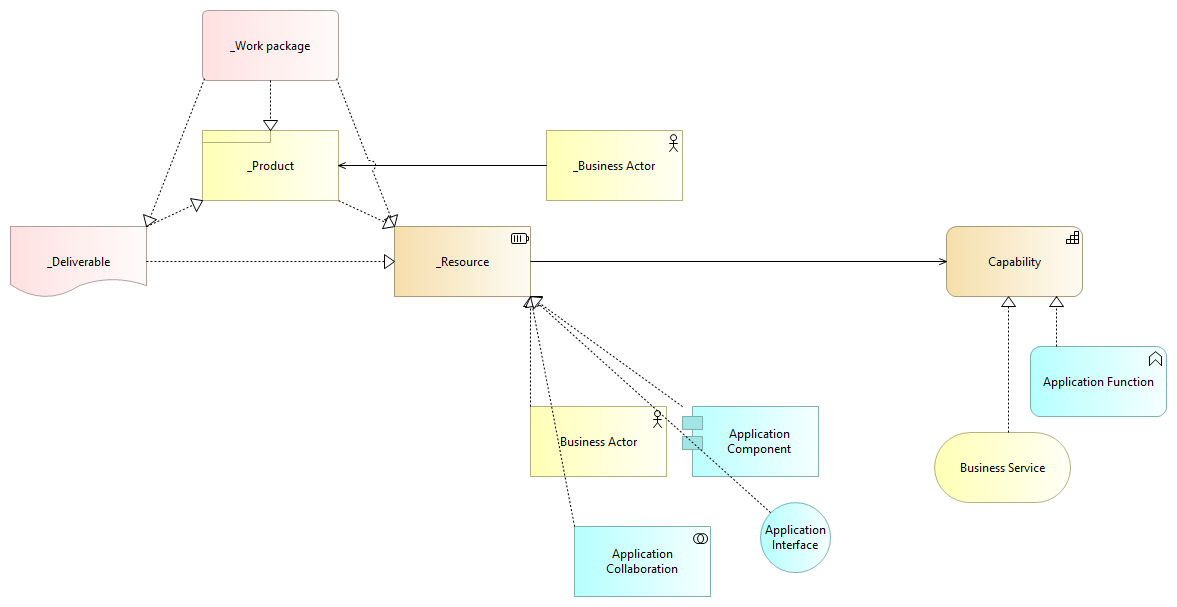 _Work package
_Product
_Business Actor
_Deliverable
_Resource
Capability
Application Function
Business Actor
Application
Component
Business Service
Application
Interface
Application
Collaboration